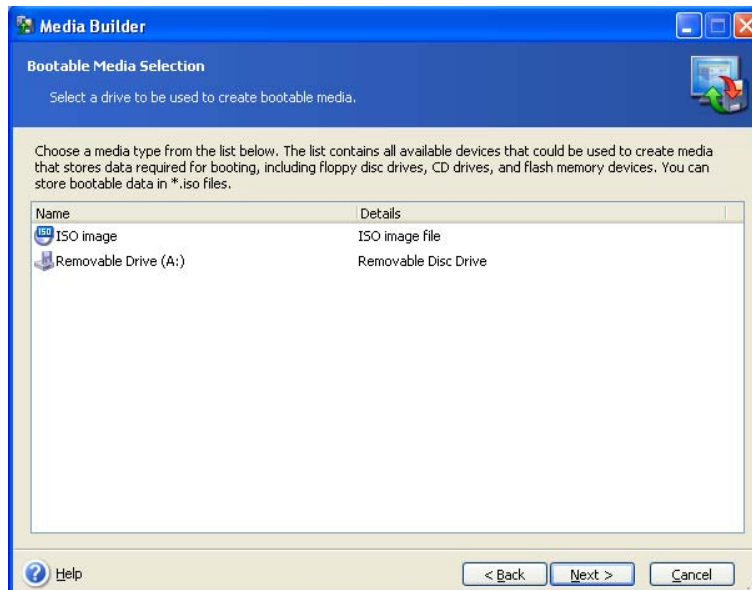 Media Builder
Bootable Media Selection
Select a drive to be used to create bootable media.
Choose a media type from the list below. The list contains all available devices that could be used to create media
that stores data required for booting, including floppy disc drives, CD drives, and flash memory devices. You can
store bootable data in *.iso files.
Name Details
ISO ISO image ISO image file
Removable Drive (A:) Removable Disc Drive
Help < Back Next > Cancel